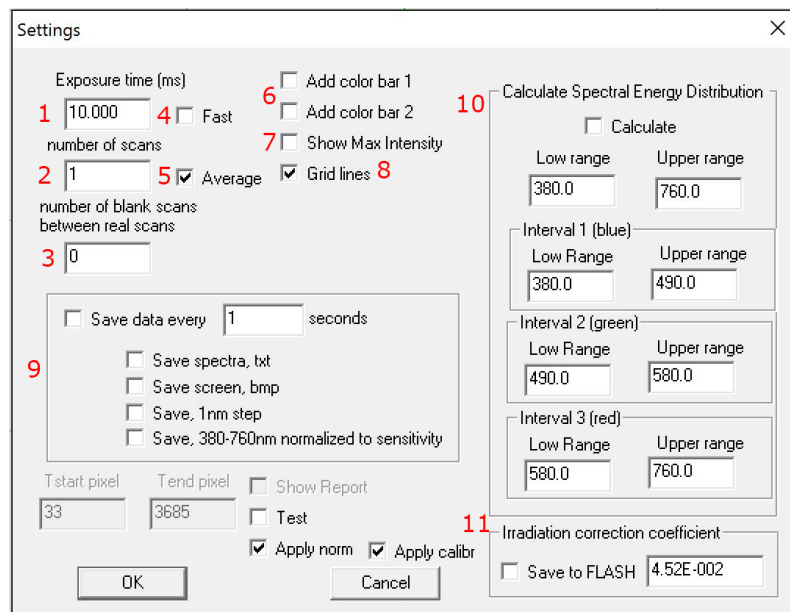 Settings
Exposure time (ms)
1 10.000 4 Fast
number of scans
2 1 5 Average
number of blank scans
between real scans
3 0
6 Add color bar 1
Add color bar 2
7 Show Max Intensity
Grid lines 8
9 Save data every 1 seconds
Save spectra, txt
Save screen, bmp
Save, 1nm step
Save, 380-760nm normalized to sensitivity
Tstart pixel Tend pixel
33 3685
Show Report
Test
Apply norm Apply calibr
OK Cancel
10 Calculate Spectral Energy Distribution
Calculate
Low range Upper range
380.0 760.0
Interval 1 (blue)
Low Range Upper range
380.0 490.0
Interval 2 (green)
Low Range Upper range
490.0 580.0
Interval 3 (red)
Low Range Upper range
580.0 760.0
11 Irradiation correction coefficient
Save to FLASH 4.52E-002